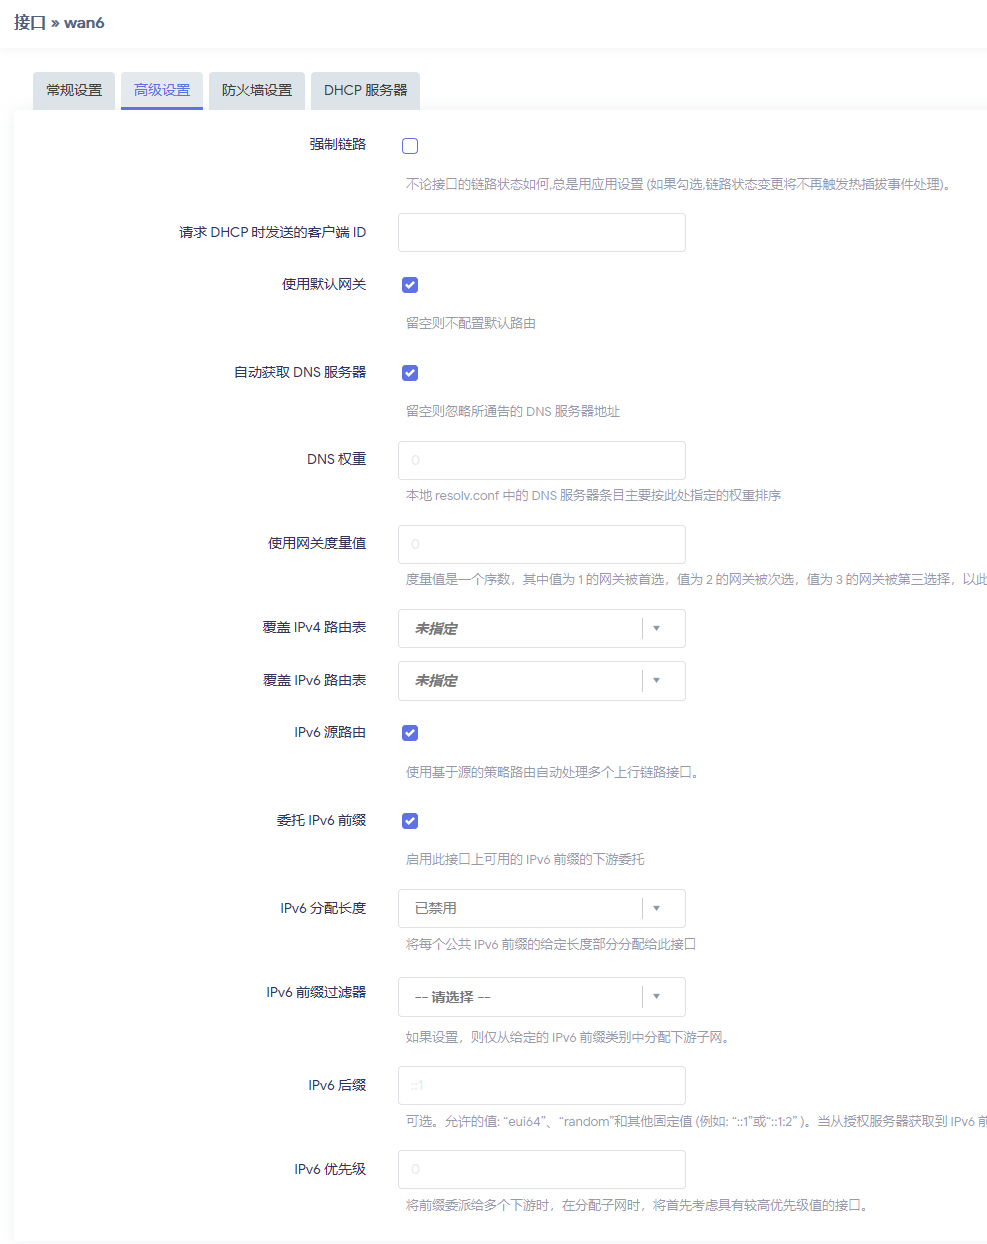 接口 » wan6
常规设置 高级设置 防火墙设置 DHCP 服务器
强制链路
不论接口的链路状态如何,总是用应用设置 (如果勾选,链路状态变更将不再触发热插拔事件处理)。
请求 DHCP 时发送的客户端 ID
使用默认网关
留空则不配置默认路由
自动获取 DNS 服务器
留空则忽略所通告的 DNS 服务器地址
DNS 权重 0
本地 resolv.conf 中的 DNS 服务器条目主要按此处指定的权重排序
使用网关度量值 0
度量值是一个序数，其中值为 1 的网关被首选，值为 2 的网关被次选，值为 3 的网关被第三选择，以此
覆盖 IPv4 路由表 未指定
覆盖 IPv6 路由表 未指定
IPv6 源路由
使用基于源的策略路由自动处理多个上行链路接口。
委托 IPv6 前缀
启用此接口上可用的 IPv6 前缀的下游委托
IPv6 分配长度 已禁用
将每个公共 IPv6 前缀的给定长度部分分配给此接口
IPv6 前缀过滤器 -- 请选择 --
如果设置，则仅从给定的 IPv6 前缀类别中分配下游子网。
IPv6 后缀 ::1
可选。允许的值: “eui64”、“random”和其他固定值 (例如: “::1”或“::1:2” )。当从授权服务器获取到 IPv6 前
IPv6 优先级 0
将前缀委派给多个下游时，在分配子网时，将首先考虑具有较高优先级值的接口。